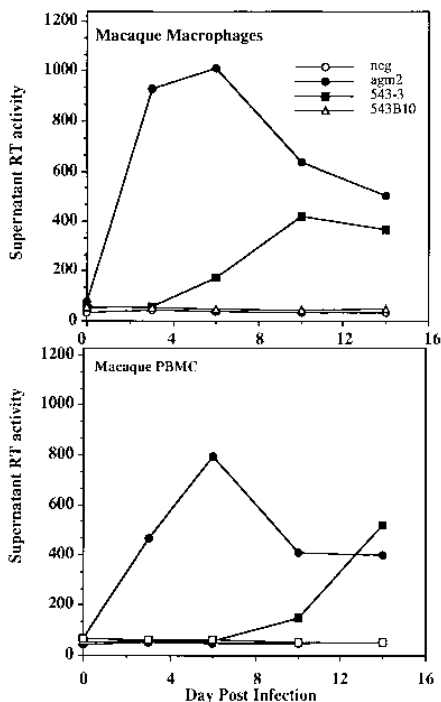 Macaque Macrophages
neg
agm2
543-3
543B10
Supernatant RT activity
1200
1000
800
600
400
200
0
0 4 8 12 16
Macaque PBMC
Supernatant RT activity
1200
1000
800
600
400
200
0
0 4 8 12 16
Day Post Infection